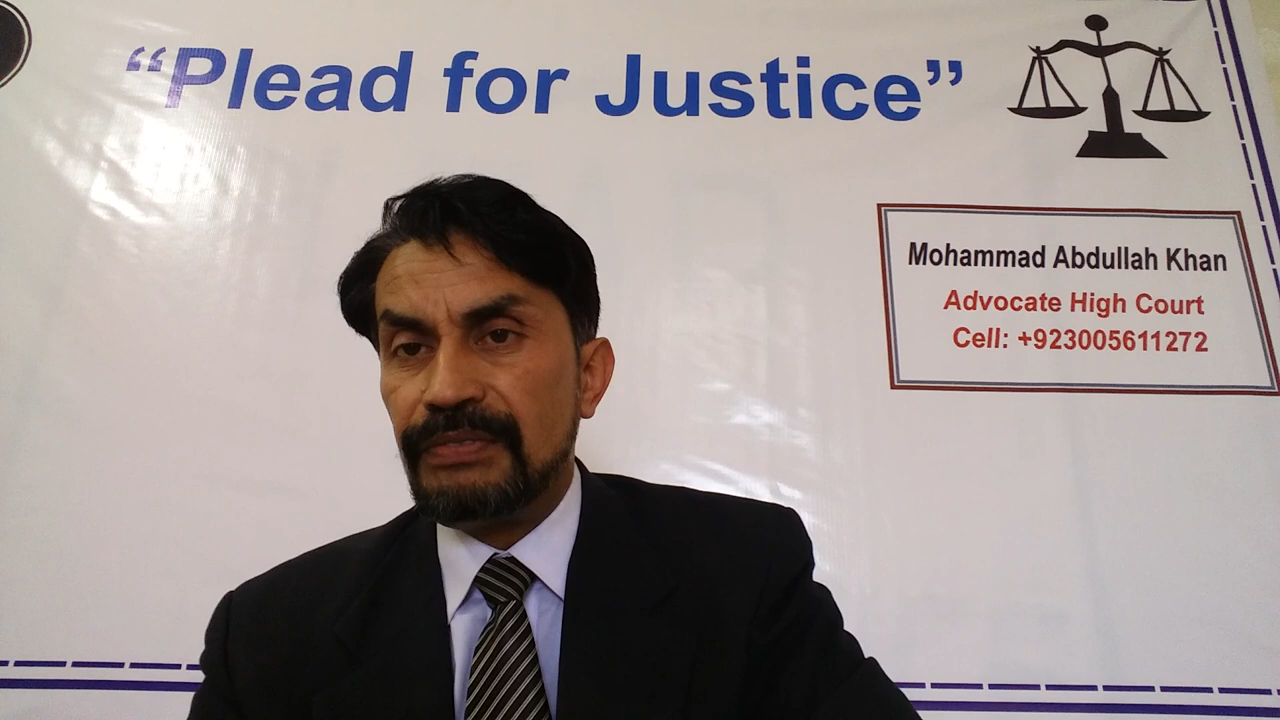 “Plead for Justice”
Mohammad Abdullah Khan
Advocate High Court
Cell: +923005611272